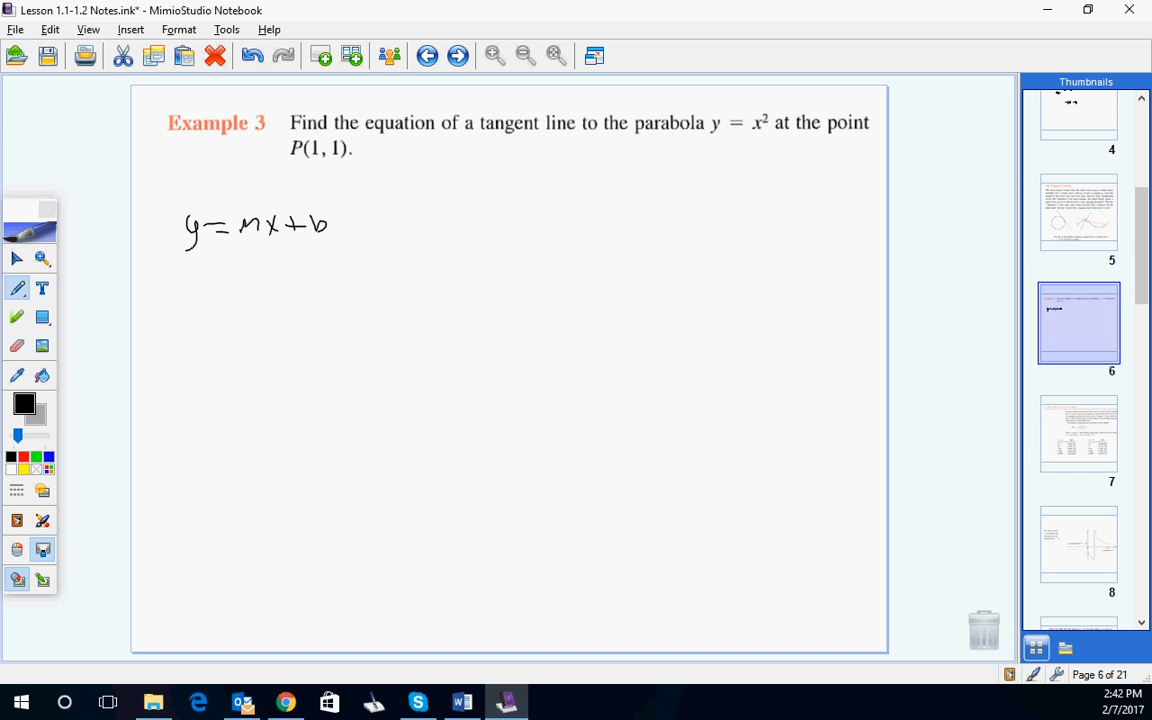 Lesson 1.1-1.2 Notes.ink* - MimioStudio Notebook
File Edit View Insert Format Tools Help
Thumbnails
Example 3 Find the equation of a tangent line to the parabola y = x² at the point
P(1, 1).
y = mx + b
4
5
6
7
8
Page 6 of 21
2:42 PM
2/7/2017